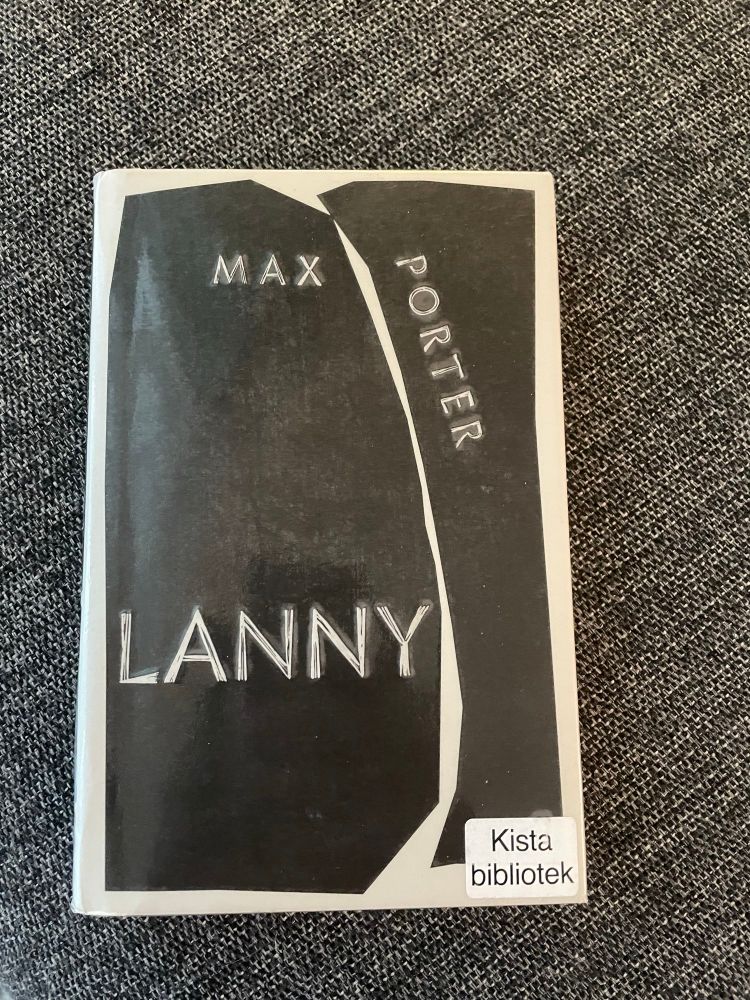 MAX
PORTER
LANNY
Kista
bibliotek